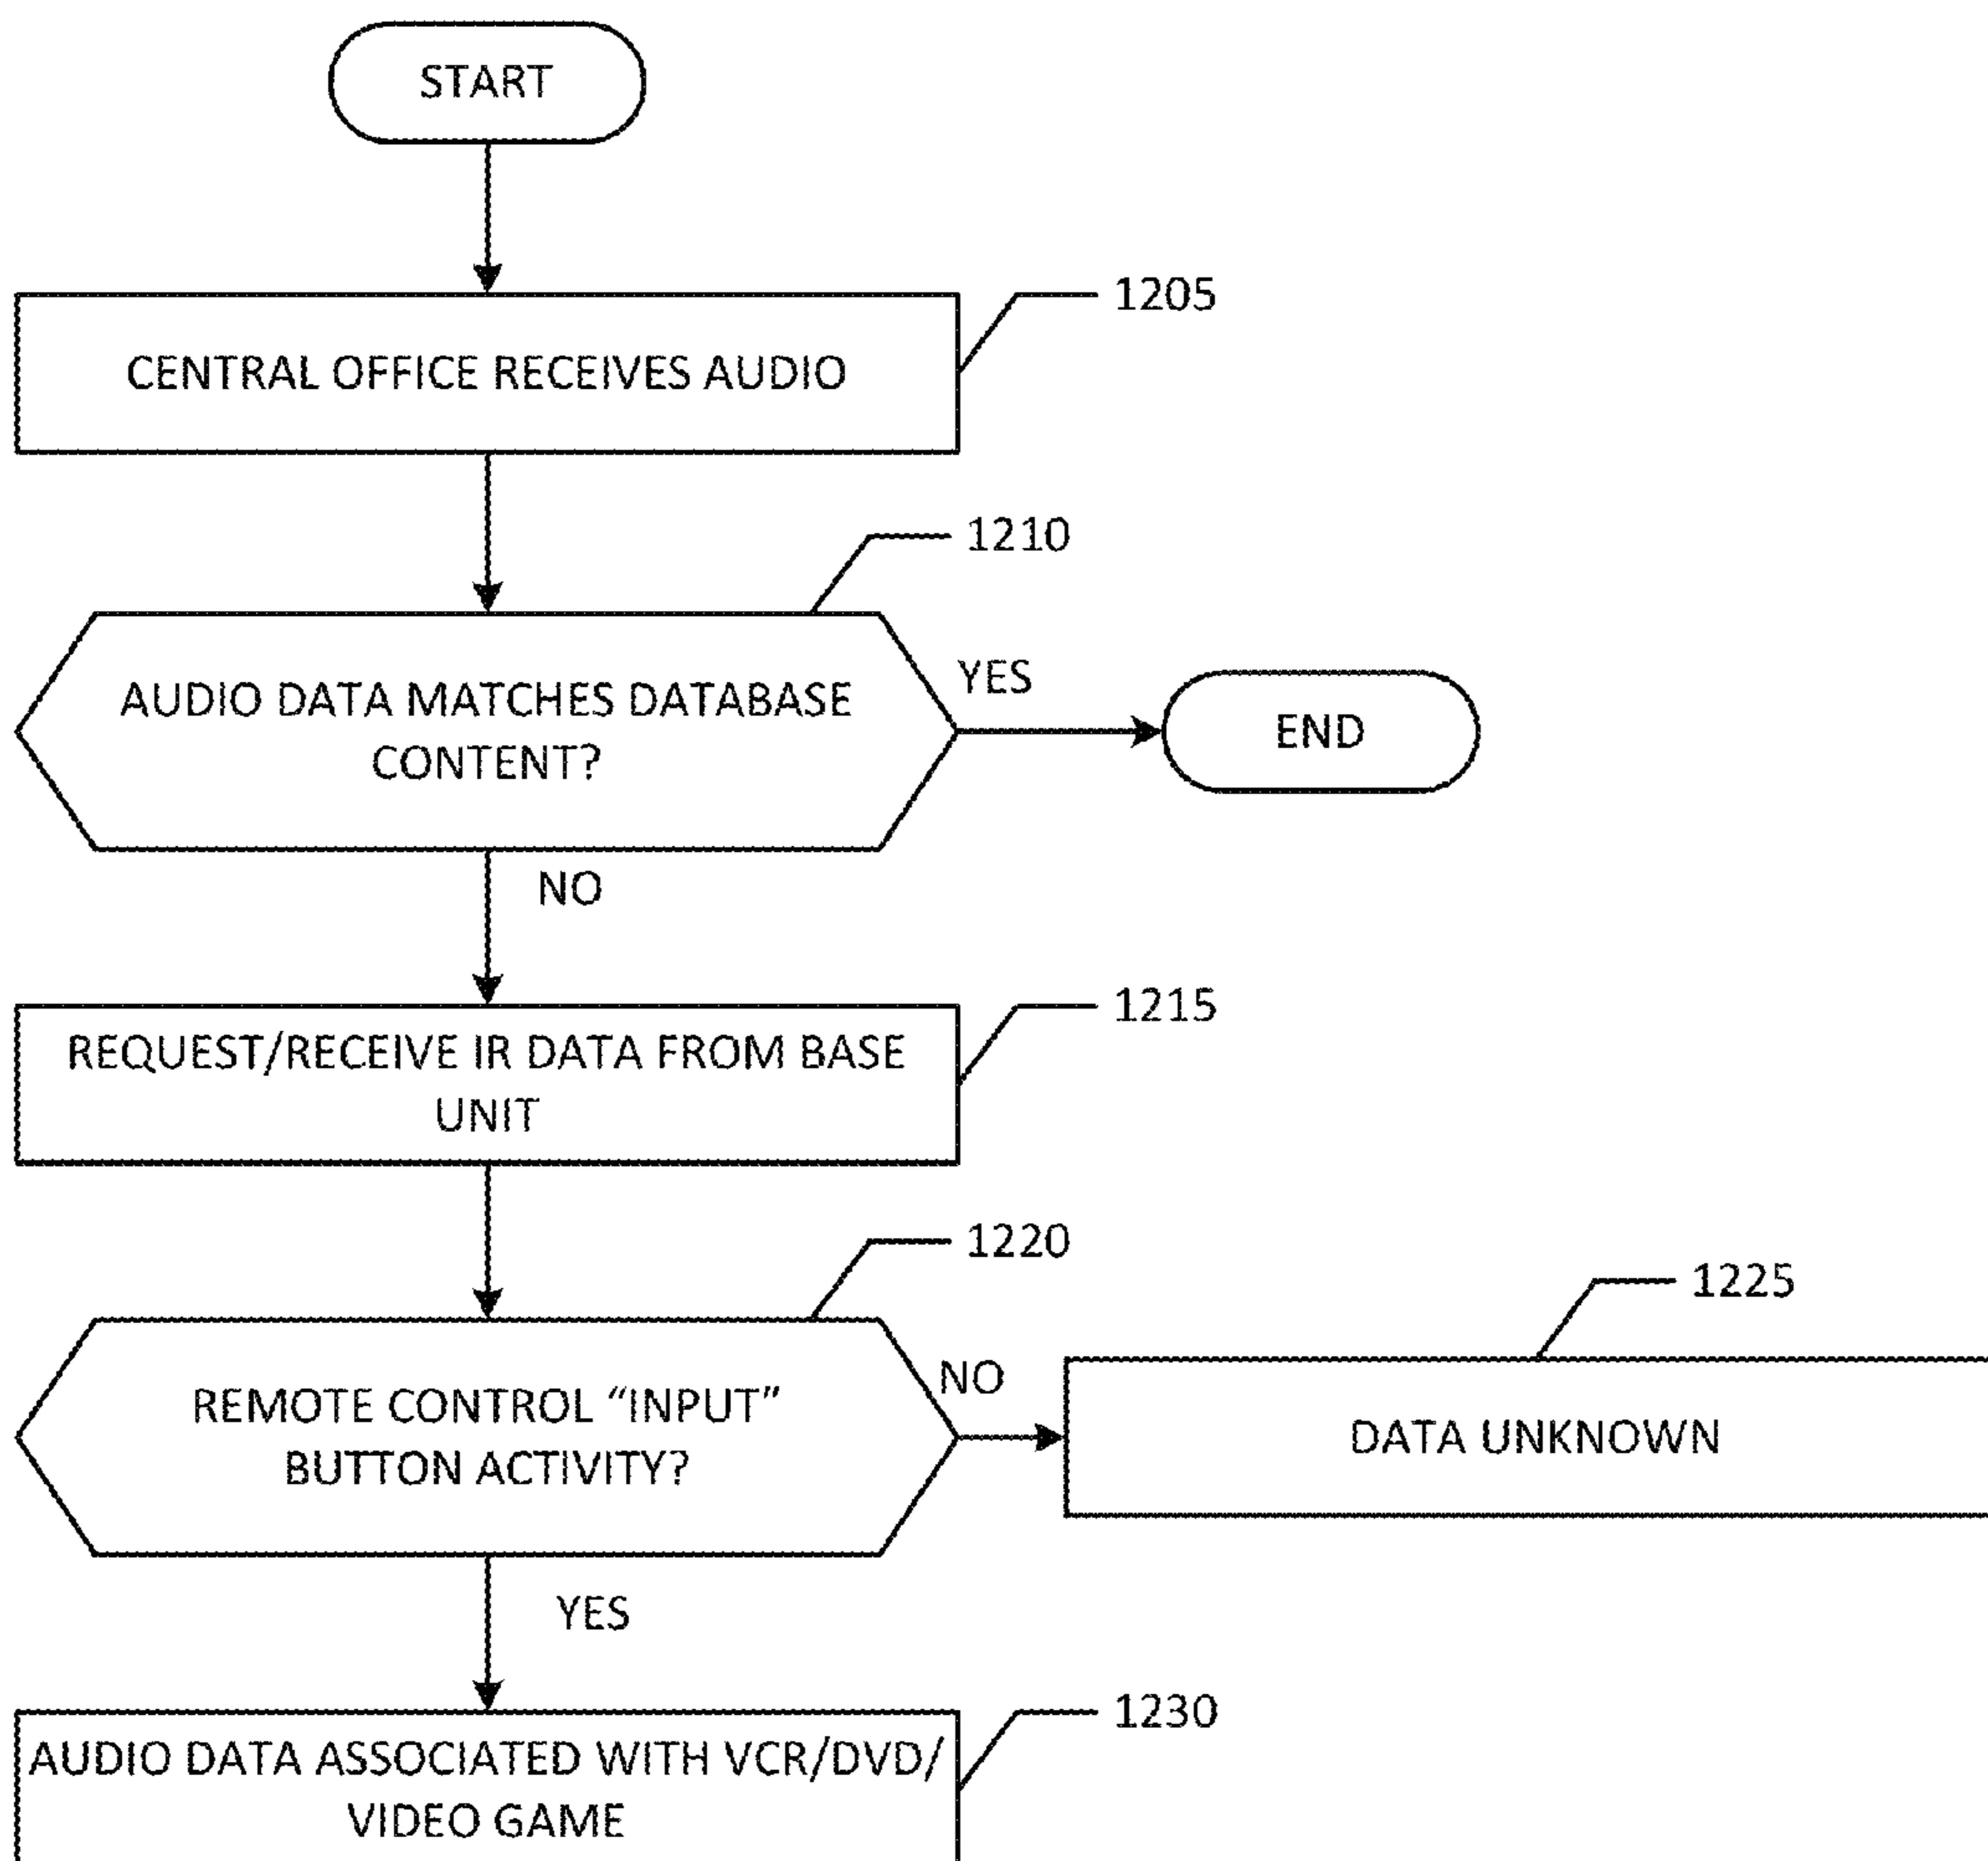 START
1205
CENTRAL OFFICE RECEIVES AUDIO
1210
AUDIO DATA MATCHES DATABASE
CONTENT?
YES
END
NO
1215
REQUEST/RECEIVE IR DATA FROM BASE
UNIT
1220
REMOTE CONTROL “INPUT”
BUTTON ACTIVITY?
NO
1225
DATA UNKNOWN
YES
1230
AUDIO DATA ASSOCIATED WITH VCR/DVD/
VIDEO GAME